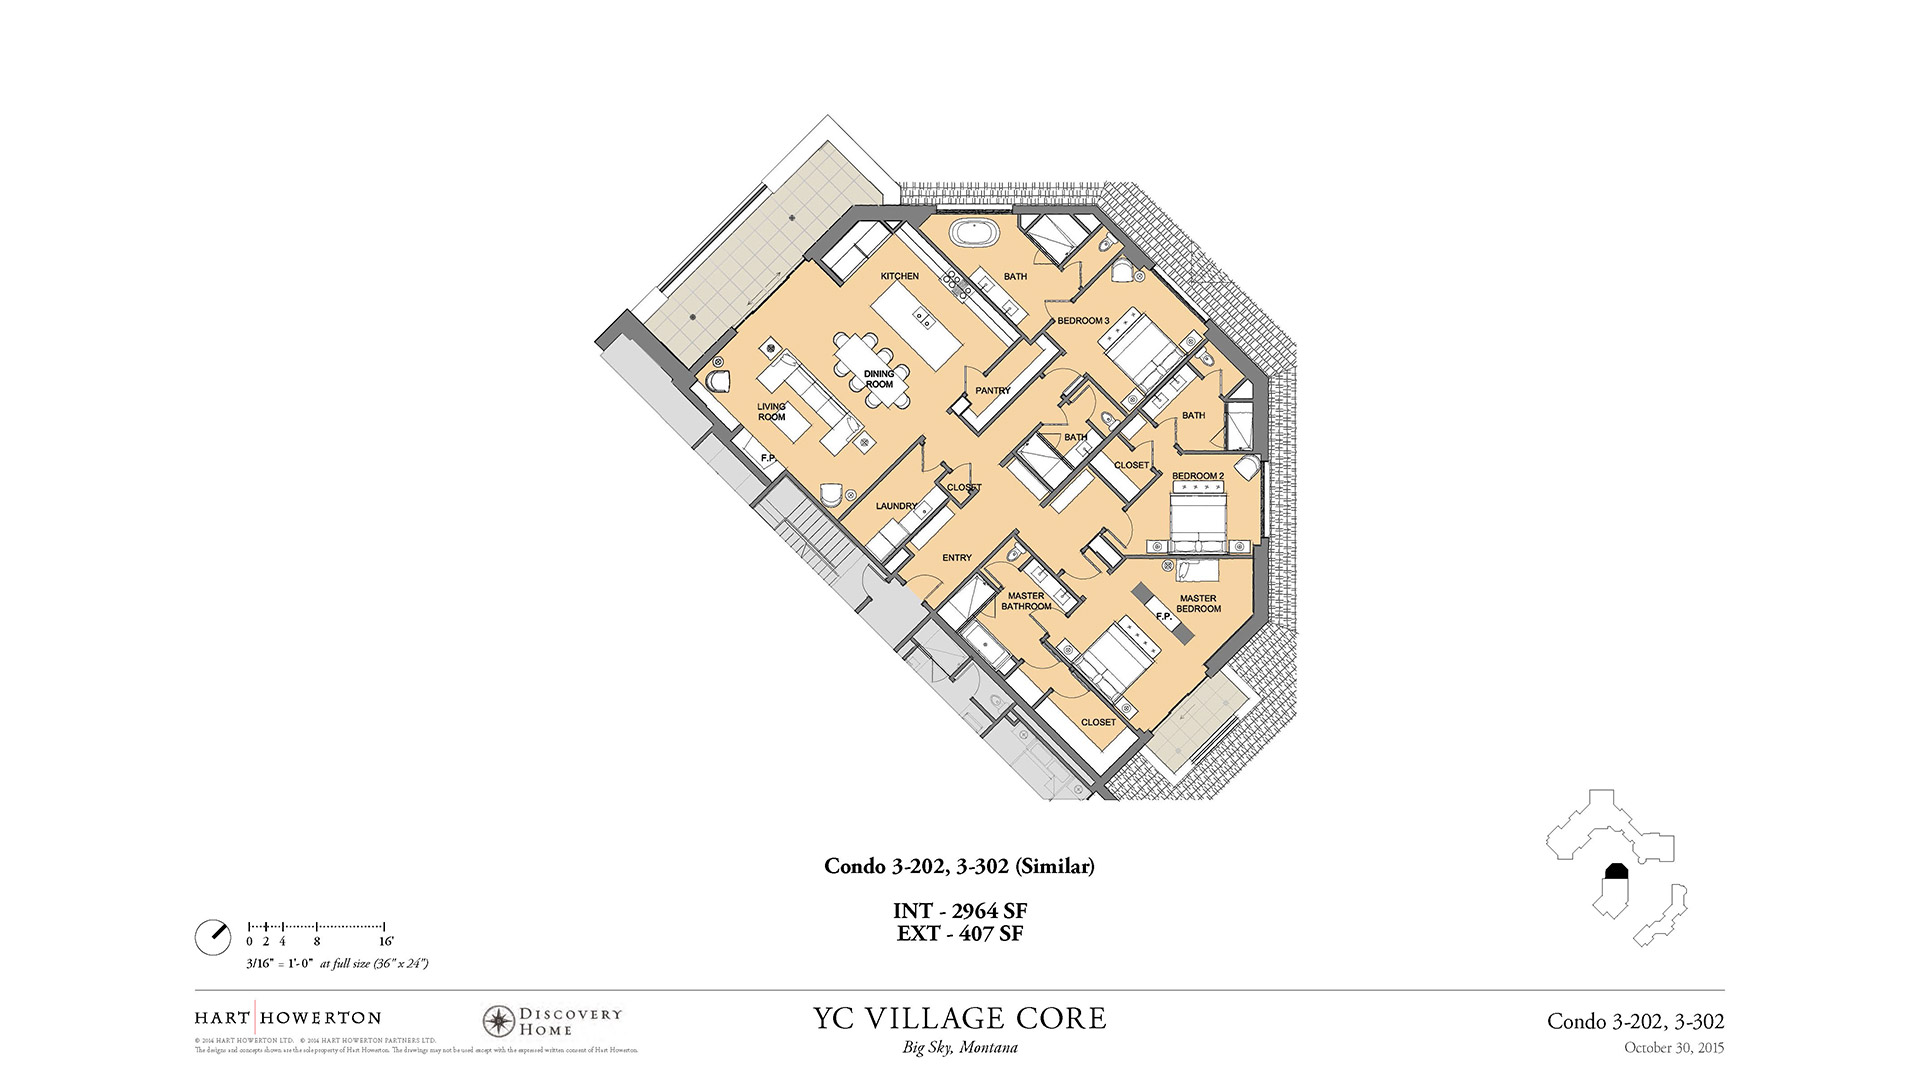 KITCHEN
BATH
BEDROOM 3
DINING
ROOM
PANTRY
LIVING
ROOM
BATH
BATH
F.P.
CLOSET
BEDROOM 2
CLOSET
LAUNDRY
ENTRY
MASTER
BATHROOM
MASTER
BEDROOM
F.P.
CLOSET
Condo 3-202, 3-302 (Similar)
INT - 2964 SF
EXT - 407 SF
0 2 4 8 16'
3/16" = 1'-0" at full size (36" x 24")
HART HOWERTON
© 2014 HART HOWERTON LTD. © 2014 HART HOWERTON PARTNERS LTD.
The designs and concepts shown are the sole property of Hart Howerton. The drawings may not be used except with the expressed written consent of Hart Howerton.
DISCOVERY
HOME
YC VILLAGE CORE
Big Sky, Montana
Condo 3-202, 3-302
October 30, 2015